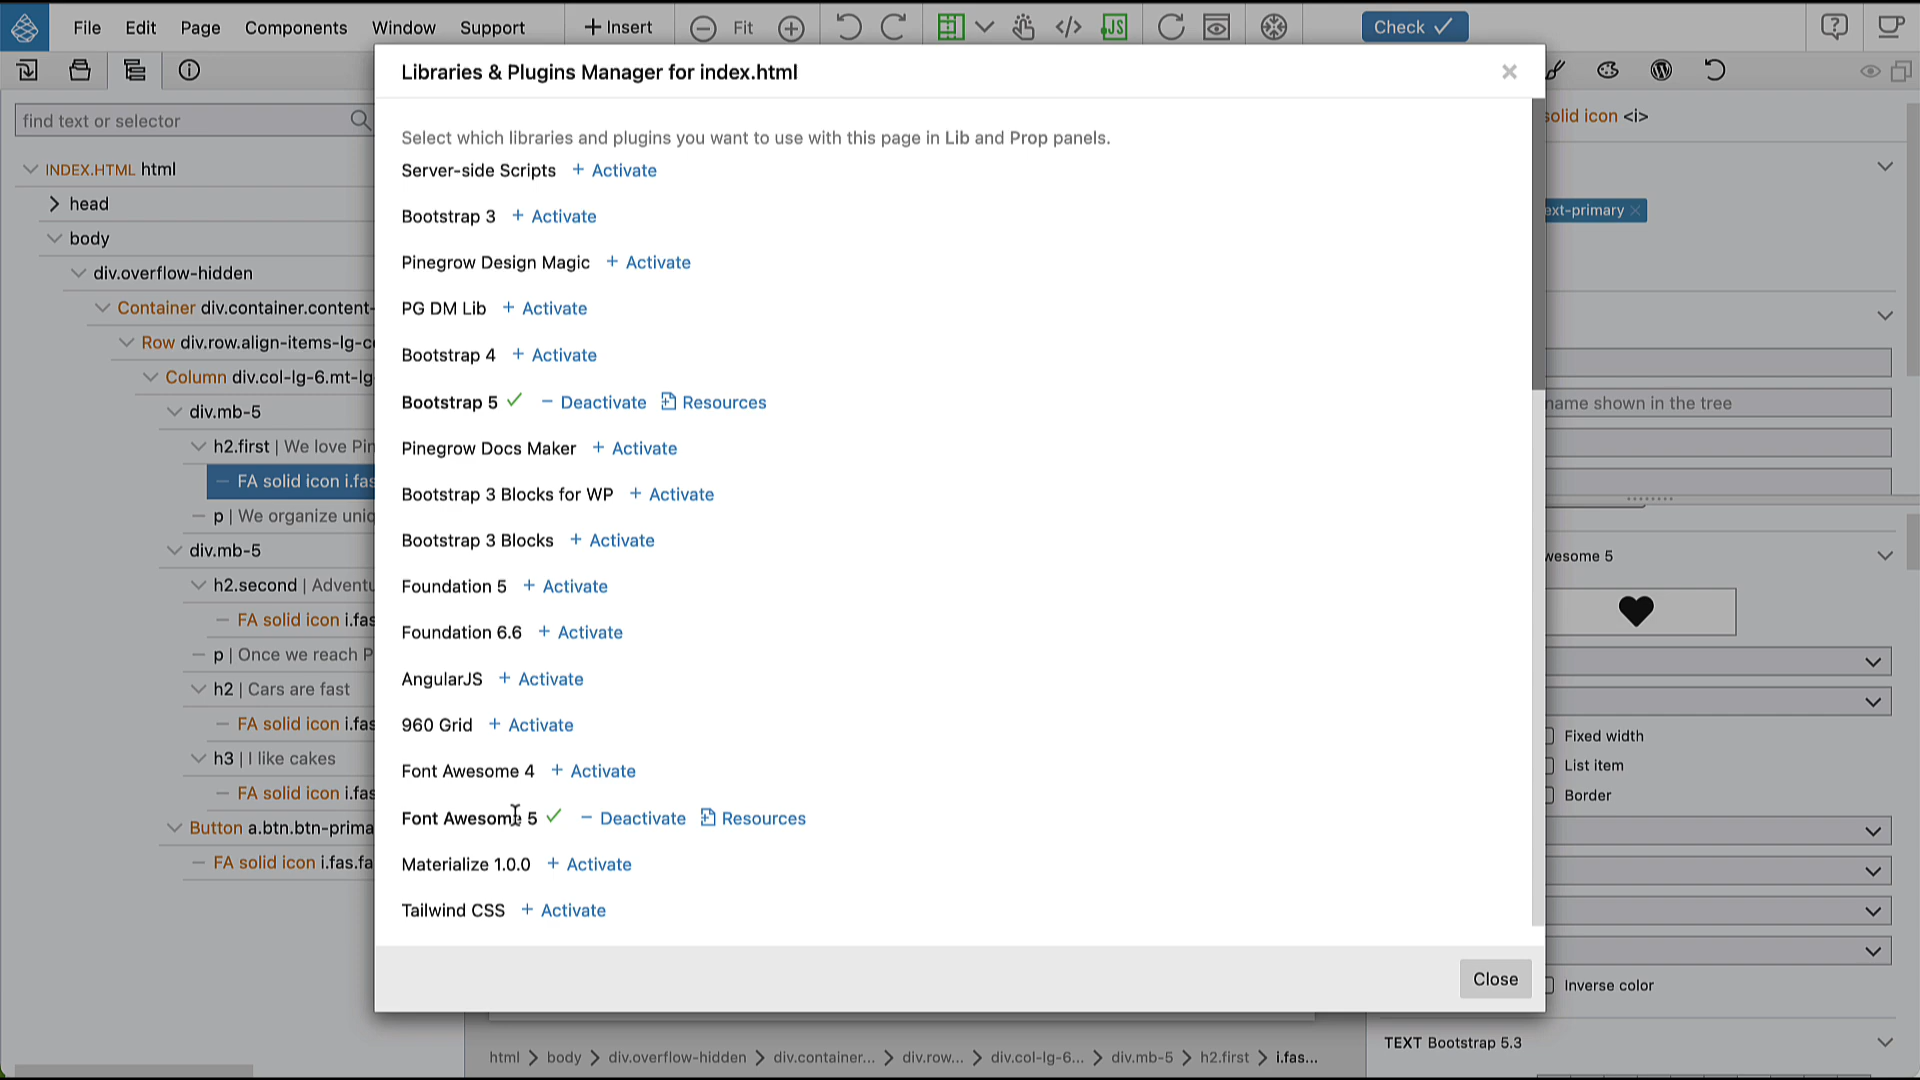 File Edit Page Components Window Support + Insert Fit </> JS Check
Libraries & Plugins Manager for index.html
Select which libraries and plugins you want to use with this page in Lib and Prop panels.
Server-side Scripts + Activate
Bootstrap 3 + Activate
Pinegrow Design Magic + Activate
PG DM Lib + Activate
Bootstrap 4 + Activate
Bootstrap 5 Deactivate Resources
Pinegrow Docs Maker + Activate
Bootstrap 3 Blocks for WP + Activate
Bootstrap 3 Blocks + Activate
Foundation 5 + Activate
Foundation 6.6 + Activate
AngularJS + Activate
960 Grid + Activate
Font Awesome 4 + Activate
Font Awesome 5 Deactivate Resources
Materialize 1.0.0 + Activate
Tailwind CSS + Activate
Close
find text or selector
INDEX.HTML html
head
body
div.overflow-hidden
Container div.container.content-
Row div.row.align-items-lg-c
Column div.col-lg-6.mt-lg
div.mb-5
h2.first | We love Pin
FA solid icon i.fas
p | We organize uniq
div.mb-5
h2.second | Adventu
FA solid icon i.fas
p | Once we reach P
h2 | Cars are fast
FA solid icon i.fas
h3 | I like cakes
FA solid icon i.fas
Button a.btn.btn-prima
FA solid icon i.fas.fa
solid icon <i>
ext-primary
name shown in the tree
wesome 5
Fixed width
List item
Border
Inverse color
TEXT Bootstrap 5.3
html > body > div.overflow-hidden > div.container... > div.row... > div.col-lg-6... > div.mb-5 > h2.first > i.fas...